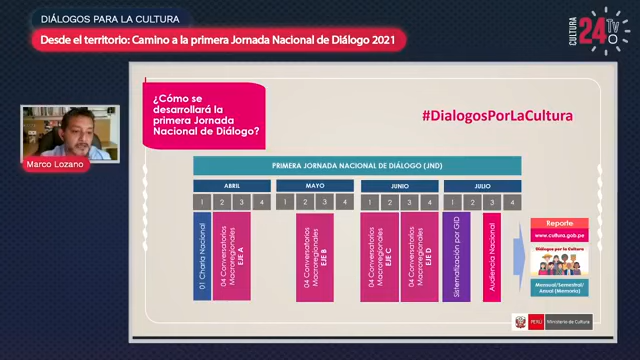 DIÁLOGOS PARA LA CULTURA
Desde el territorio: Camino a la primera Jornada Nacional de Diálogo 2021
CULTURA
24
Tv
¿Cómo se
desarrollará la
primera Jornada
Nacional de Diálogo?
#DialogosPorLaCultura
Marco Lozano
PRIMERA JORNADA NACIONAL DE DIÁLOGO (JND)
ABRIL
MAYO
JUNIO
JULIO
1 2 3 4
1 2 3 4
1 2 3 4
1 2 3 4
01 Charla Nacional
04 Conversatorios
Macroregionales
EJE A
04 Conversatorios
Macroregionales
EJE B
04 Conversatorios
Macroregionales
EJE C
04 Conversatorios
Macroregionales
EJE D
Sistematización por GID
Audiencia Nacional
Reporte
www.cultura.gob.pe
Diálogos por la Cultura
Mensual/Semestral/
Anual (Memoria)
PERÚ
Ministerio de Cultura